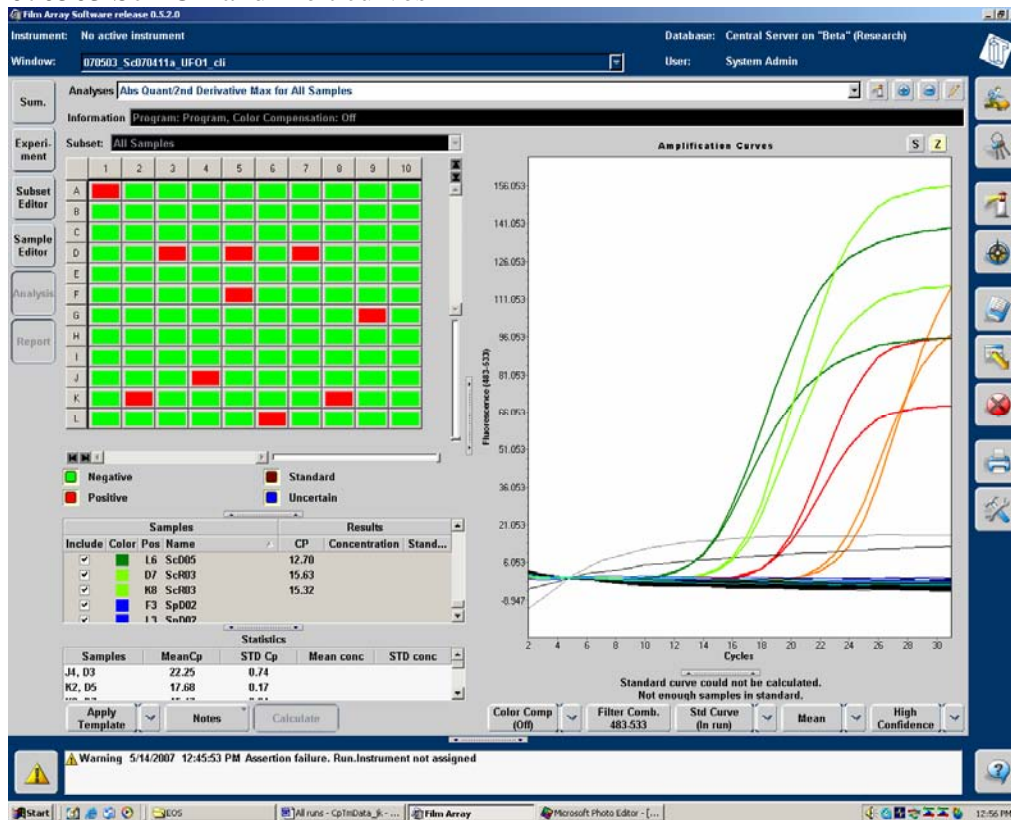 Film Array Software release 0.5.2.0
Instrument: No active instrument
Database: Central Server on "Beta" (Research)
Window: 070503_Sc070411a_UFO1_cli
User: System Admin
Sum.
Experi-
ment
Subset
Editor
Sample
Editor
Analysis
Report
Analyses Abs Quant/2nd Derivative Max for All Samples
Information Program: Program, Color Compensation: Off
Subset: All Samples
1 2 3 4 5 6 7 8 9 10
A
B
C
D
E
F
G
H
I
J
K
L
Negative Standard
Positive Uncertain
Samples Results
Include Color Pos Name CP Concentration Stand...
L6 ScD05 12.70
D7 ScR03 15.63
K8 ScR03 15.32
F3 SpD02
L3 SpD02
Statistics
Samples MeanCp STD Cp Mean conc STD conc
J4, D3 22.25 0.74
K2, D5 17.68 0.17
Apply
Template
Notes
Calculate
Amplification Curves
S Z
Fluorescence (483-533)
156.053
141.053
126.053
111.053
96.053
81.053
66.053
51.053
36.053
21.053
6.053
-8.947
2 4 6 8 10 12 14 16 18 20 22 24 26 28 30
Cycles
Standard curve could not be calculated.
Not enough samples in standard.
Color Comp
(Off)
Filter Comb.
483-533
Std Curve
(In run)
Mean
High
Confidence
Warning 5/14/2007 12:45:53 PM Assertion failure. Run.Instrument not assigned
Start
EOS
All runs - CpTmData_jk - ...
Film Array
Microsoft Photo Editor - [...
12:56 PM